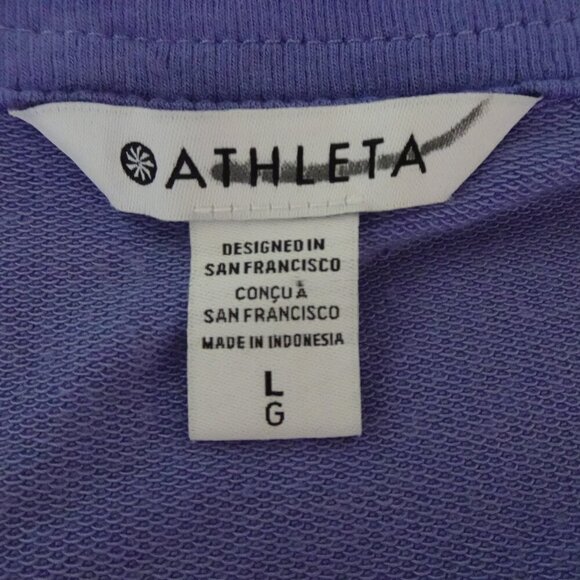 ATHLETA
DESIGNED IN
SAN FRANCISCO
CONÇU À
SAN FRANCISCO
MADE IN INDONESIA
L
G